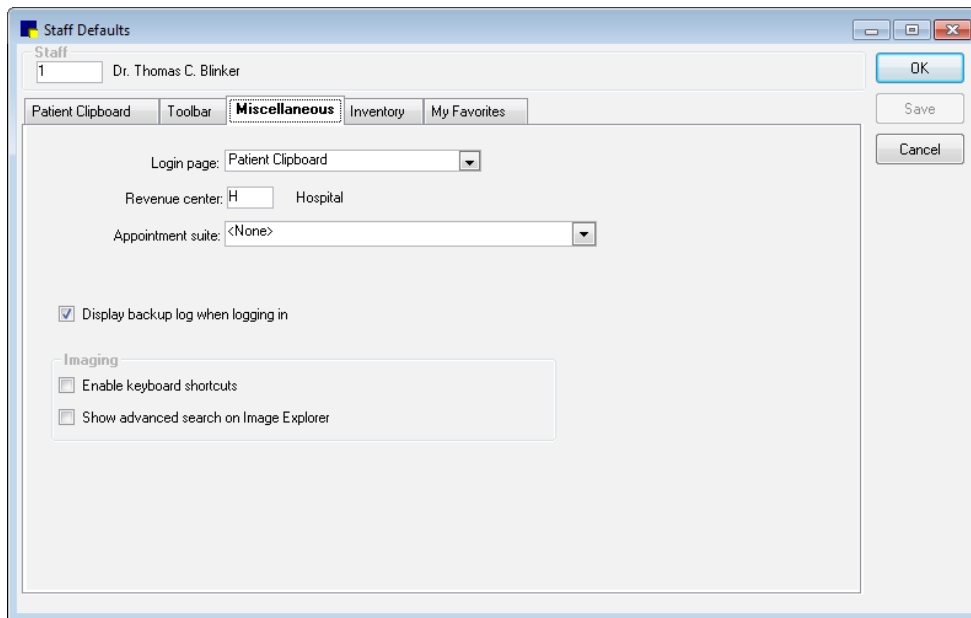 Staff Defaults
Staff
1 Dr. Thomas C. Blinker
OK
Save
Cancel
Patient Clipboard Toolbar Miscellaneous Inventory My Favorites
Login page: Patient Clipboard
Revenue center: H Hospital
Appointment suite: <None>
Display backup log when logging in
Imaging
Enable keyboard shortcuts
Show advanced search on Image Explorer